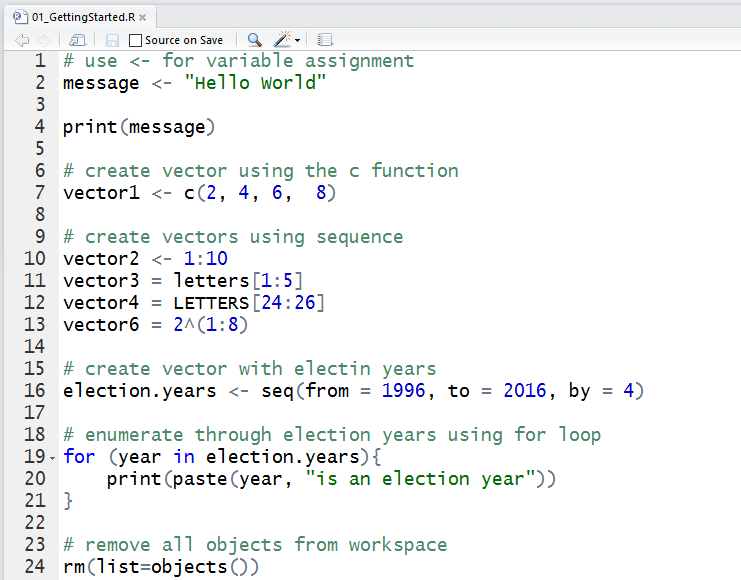 01_GettingStarted.R
Source on Save
1 # use <- for variable assignment
2 message <- "Hello World"
3
4 print(message)
5
6 # create vector using the c function
7 vector1 <- c(2, 4, 6,  8)
8
9 # create vectors using sequence
10 vector2 <- 1:10
11 vector3 = letters[1:5]
12 vector4 = LETTERS[24:26]
13 vector6 = 2^(1:8)
14
15 # create vector with electin years
16 election.years <- seq(from = 1996, to = 2016, by = 4)
17
18 # enumerate through election years using for loop
19 for (year in election.years){
20     print(paste(year, "is an election year"))
21 }
22
23 # remove all objects from workspace
24 rm(list=objects())